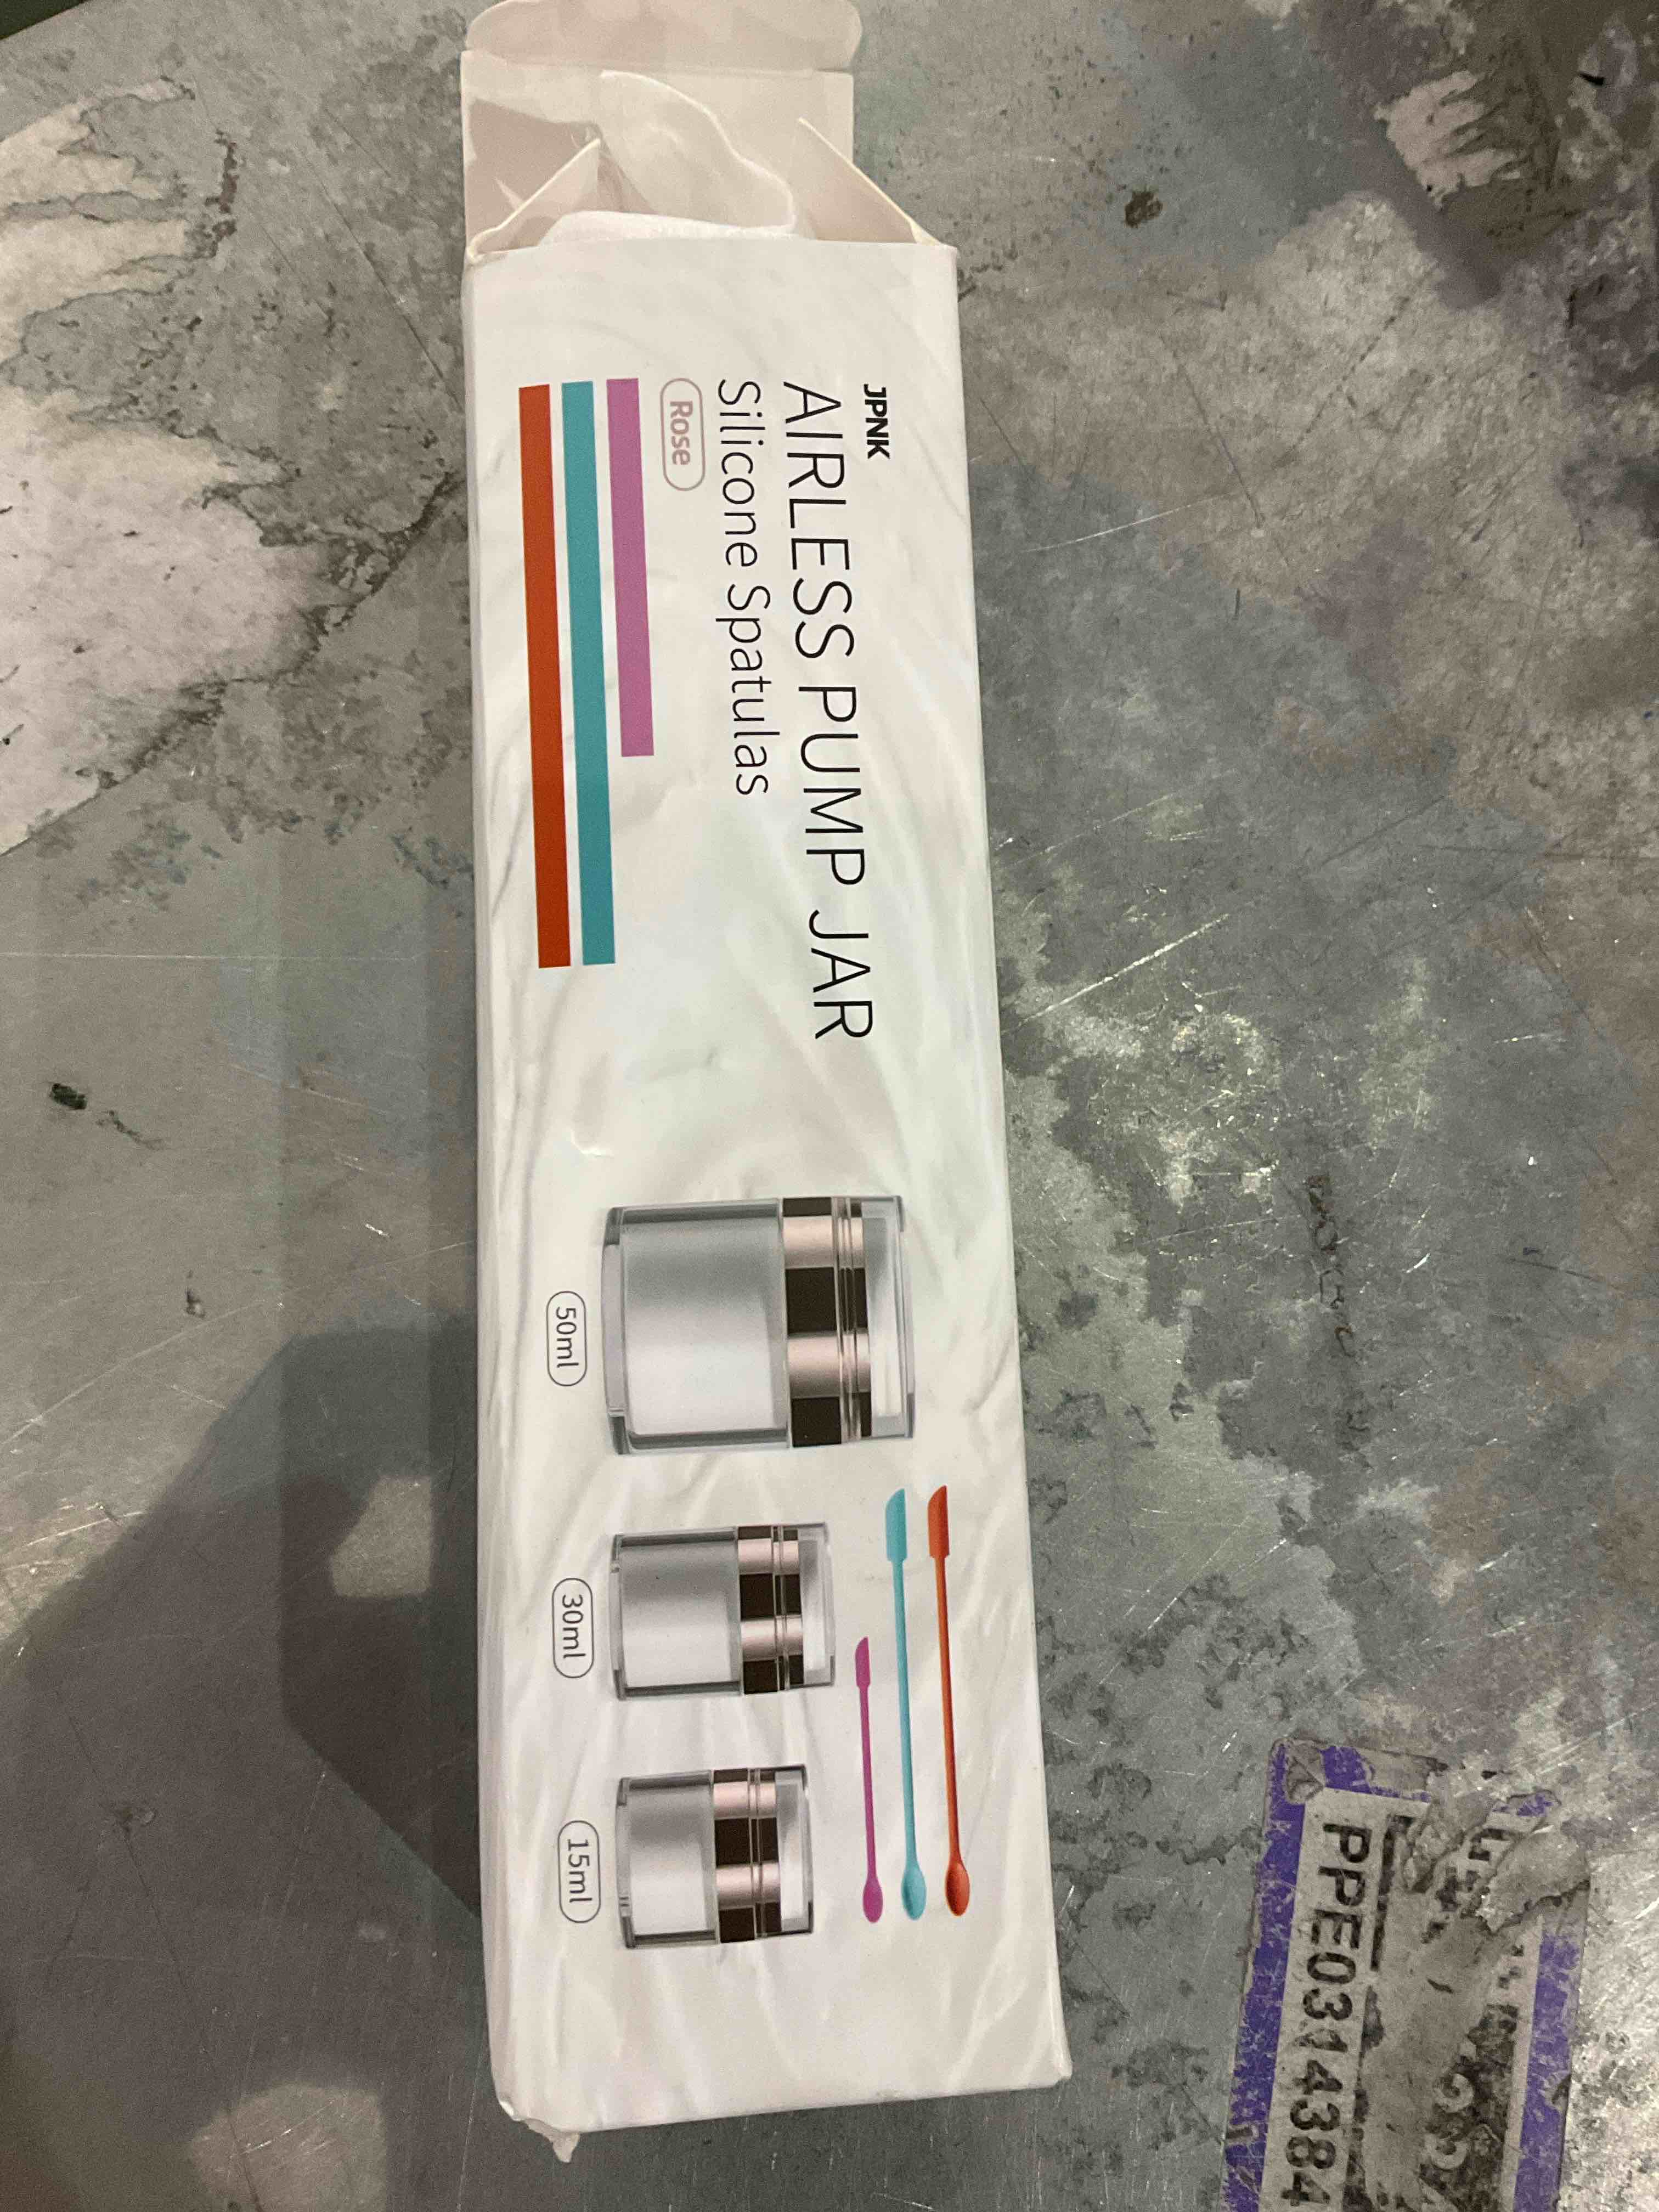 JPNK
AIRLESS PUMP JAR
Silicone Spatulas
Rose
50ml
30ml
15ml
PPE0314384